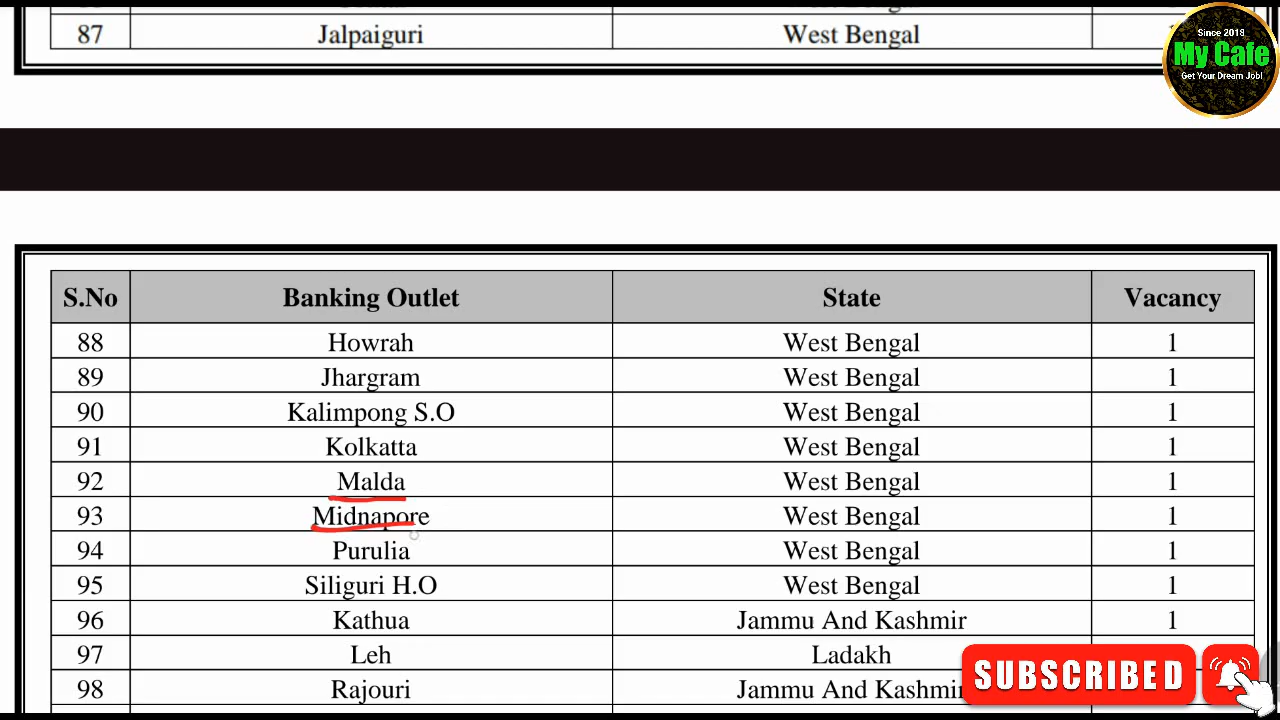 87 Jalpaiguri West Bengal
Since 2018
My Cafe
Get Your Dream Job!
S.No Banking Outlet State Vacancy
88 Howrah West Bengal 1
89 Jhargram West Bengal 1
90 Kalimpong S.O West Bengal 1
91 Kolkatta West Bengal 1
92 Malda West Bengal 1
93 Midnapore West Bengal 1
94 Purulia West Bengal 1
95 Siliguri H.O West Bengal 1
96 Kathua Jammu And Kashmir 1
97 Leh Ladakh
98 Rajouri Jammu And Kashmir
SUBSCRIBED